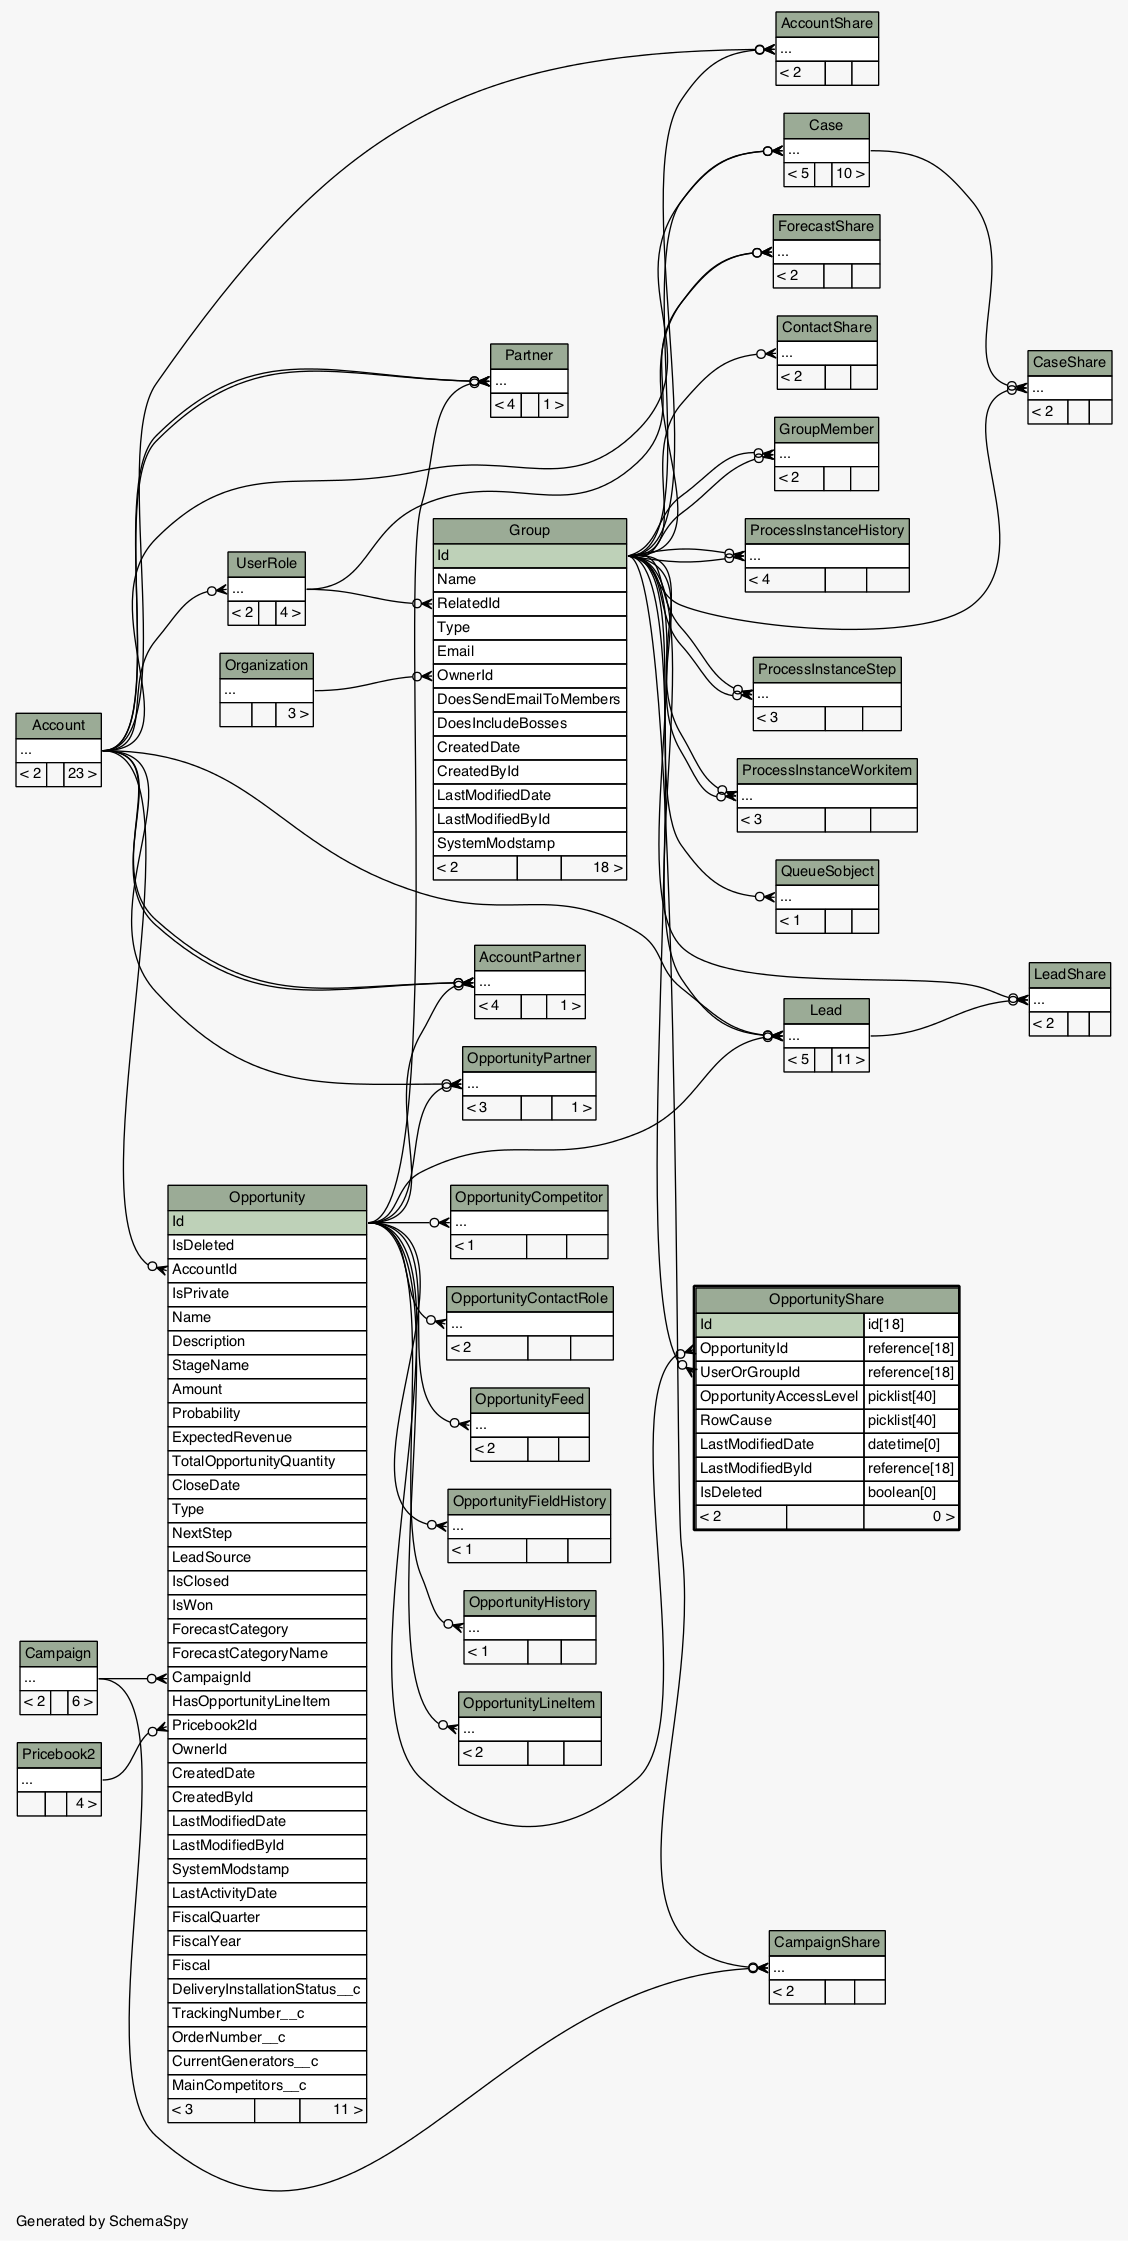 AccountShare
...
< 2
Case
...
< 5 10 >
ForecastShare
...
< 2
ContactShare
...
< 2
Partner
...
< 4 1 >
CaseShare
...
< 2
GroupMember
...
< 2
ProcessInstanceHistory
...
< 4
Group
Id
Name
RelatedId
Type
Email
OwnerId
DoesSendEmailToMembers
DoesIncludeBosses
CreatedDate
CreatedById
LastModifiedDate
LastModifiedById
SystemModstamp
< 2 18 >
UserRole
...
< 2 4 >
Organization
...
3 >
Account
...
< 2 23 >
ProcessInstanceStep
...
< 3
ProcessInstanceWorkitem
...
< 3
QueueSobject
...
< 1
AccountPartner
...
< 4 1 >
LeadShare
...
< 2
Lead
...
< 5 11 >
OpportunityPartner
...
< 3 1 >
Opportunity
Id
IsDeleted
AccountId
IsPrivate
Name
Description
StageName
Amount
Probability
ExpectedRevenue
TotalOpportunityQuantity
CloseDate
Type
NextStep
LeadSource
IsClosed
IsWon
ForecastCategory
ForecastCategoryName
CampaignId
HasOpportunityLineItem
Pricebook2Id
OwnerId
CreatedDate
CreatedById
LastModifiedDate
LastModifiedById
SystemModstamp
LastActivityDate
FiscalQuarter
FiscalYear
Fiscal
DeliveryInstallationStatus__c
TrackingNumber__c
OrderNumber__c
CurrentGenerators__c
MainCompetitors__c
< 3 11 >
OpportunityCompetitor
...
< 1
OpportunityContactRole
...
< 2
OpportunityFeed
...
< 2
OpportunityFieldHistory
...
< 1
OpportunityHistory
...
< 1
OpportunityLineItem
...
< 2
OpportunityShare
Id id[18]
OpportunityId reference[18]
UserOrGroupId reference[18]
OpportunityAccessLevel picklist[40]
RowCause picklist[40]
LastModifiedDate datetime[0]
LastModifiedById reference[18]
IsDeleted boolean[0]
< 2 0 >
Campaign
...
< 2 6 >
Pricebook2
...
4 >
CampaignShare
...
< 2
Generated by SchemaSpy